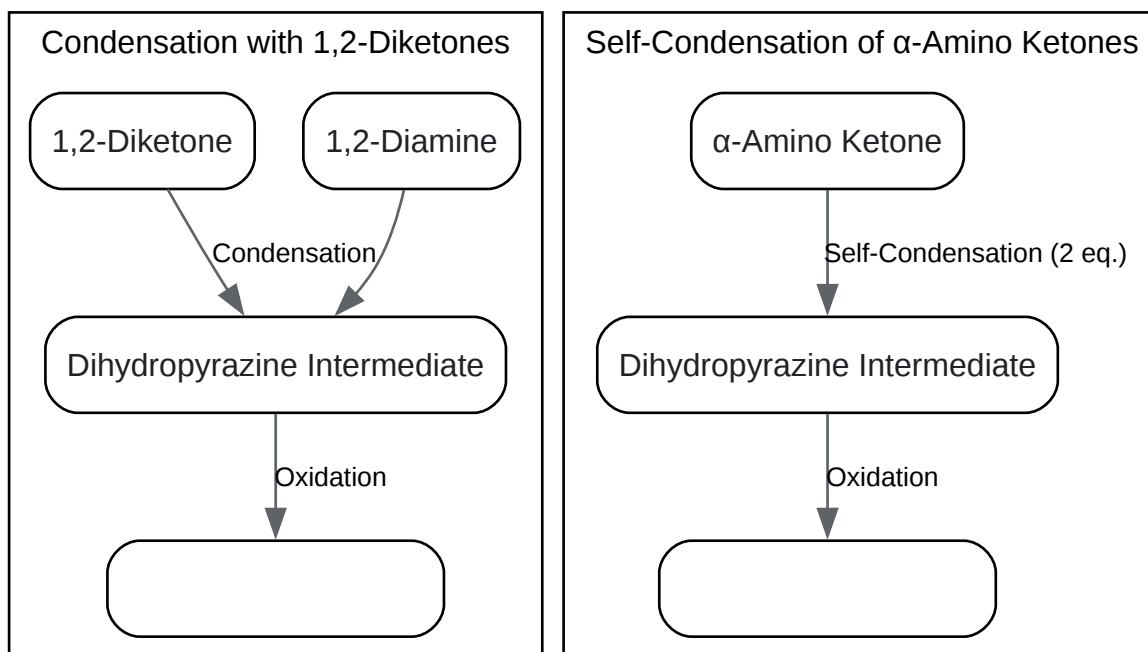 Condensation with 1,2-Diketones
1,2-Diketone
1,2-Diamine
Condensation
Dihydropyrazine Intermediate
Oxidation
Self-Condensation of α-Amino Ketones
α-Amino Ketone
Self-Condensation (2 eq.)
Dihydropyrazine Intermediate
Oxidation